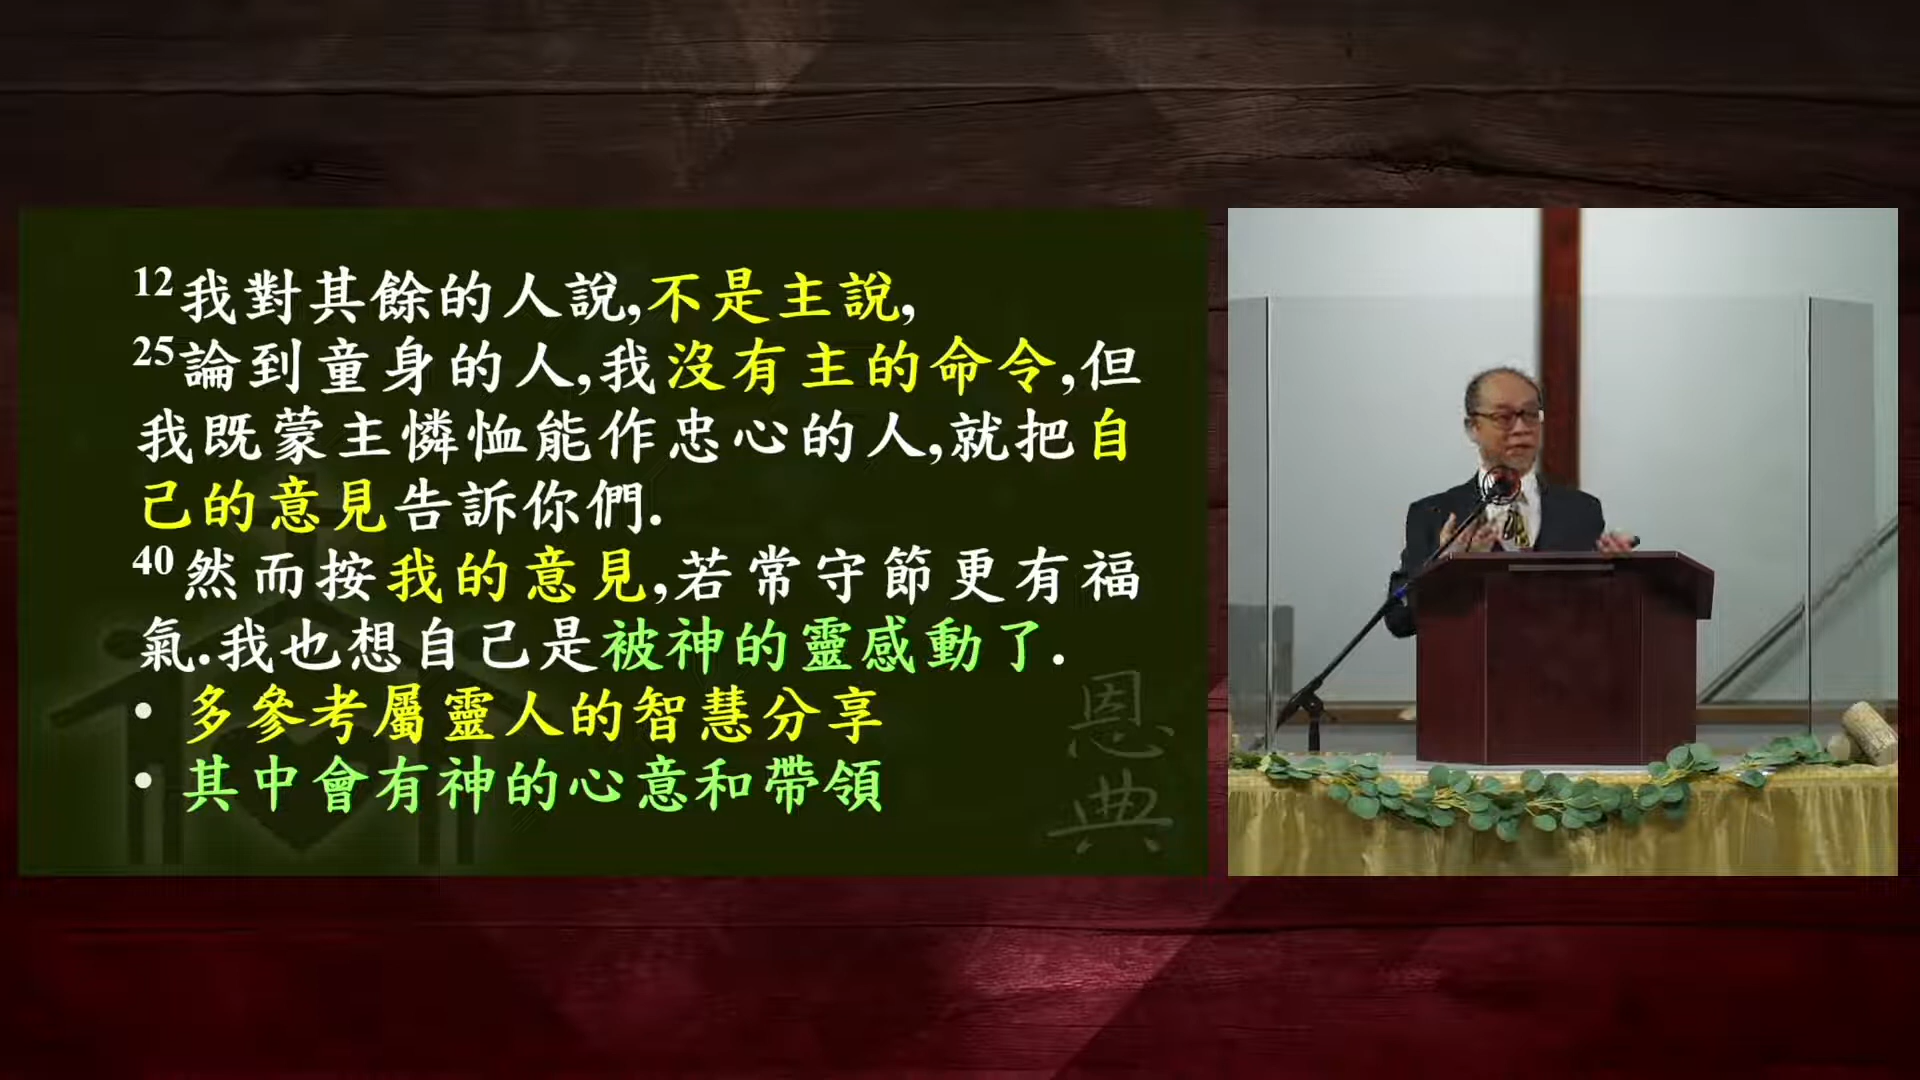 12我對其餘的人說,不是主說,
25論到童身的人,我沒有主的命令,但
我既蒙主憐恤能作忠心的人,就把自
己的意見告訴你們.
40然而按我的意見,若常守節更有福
氣.我也想自己是被神的靈感動了.
• 多參考屬靈人的智慧分享
• 其中會有神的心意和帶領
恩
典